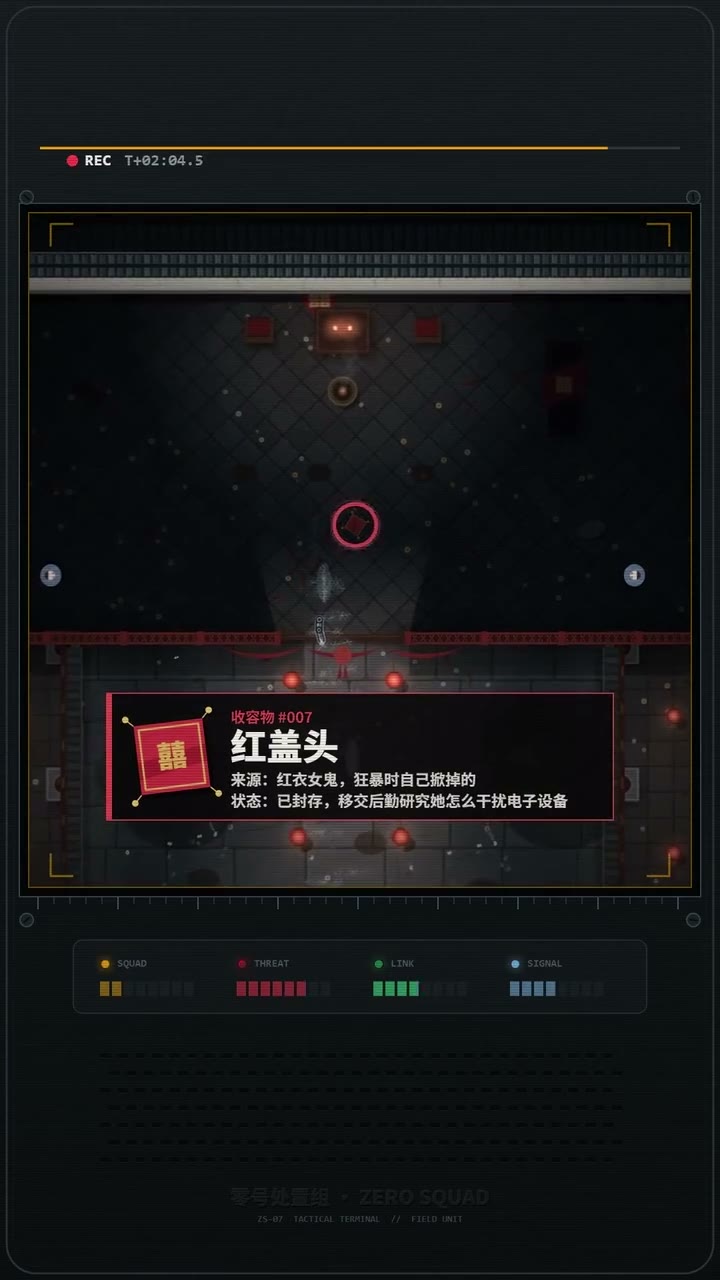 REC T+02:04.5
收容物 #007
囍
红盖头
来源：红衣女鬼，狂暴时自己掀掉的
状态：已封存，移交后勤研究她怎么干扰电子设备
SQUAD THREAT LINK SIGNAL
零号处置组 · ZERO SQUAD
ZS-07 TACTICAL TERMINAL // FIELD UNIT